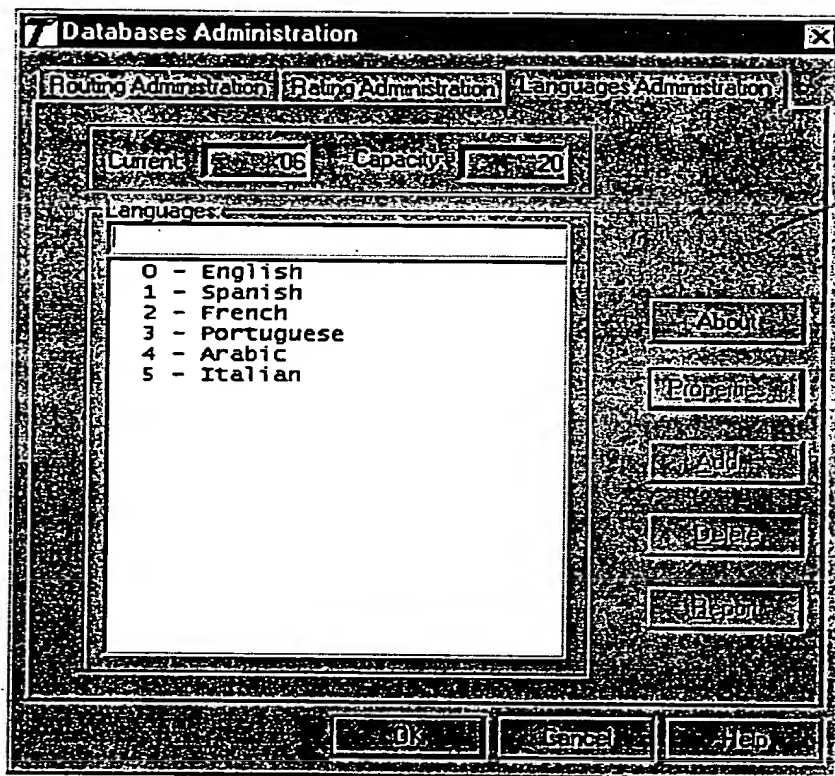 Databases Administration
Routing Administration Rating Administration Languages Administration
Current: 06 Capacity: 20
Languages:
0 - English
1 - Spanish
2 - French
3 - Portuguese
4 - Arabic
5 - Italian
About
Properties
Add
Delete
Report
OK Cancel Help